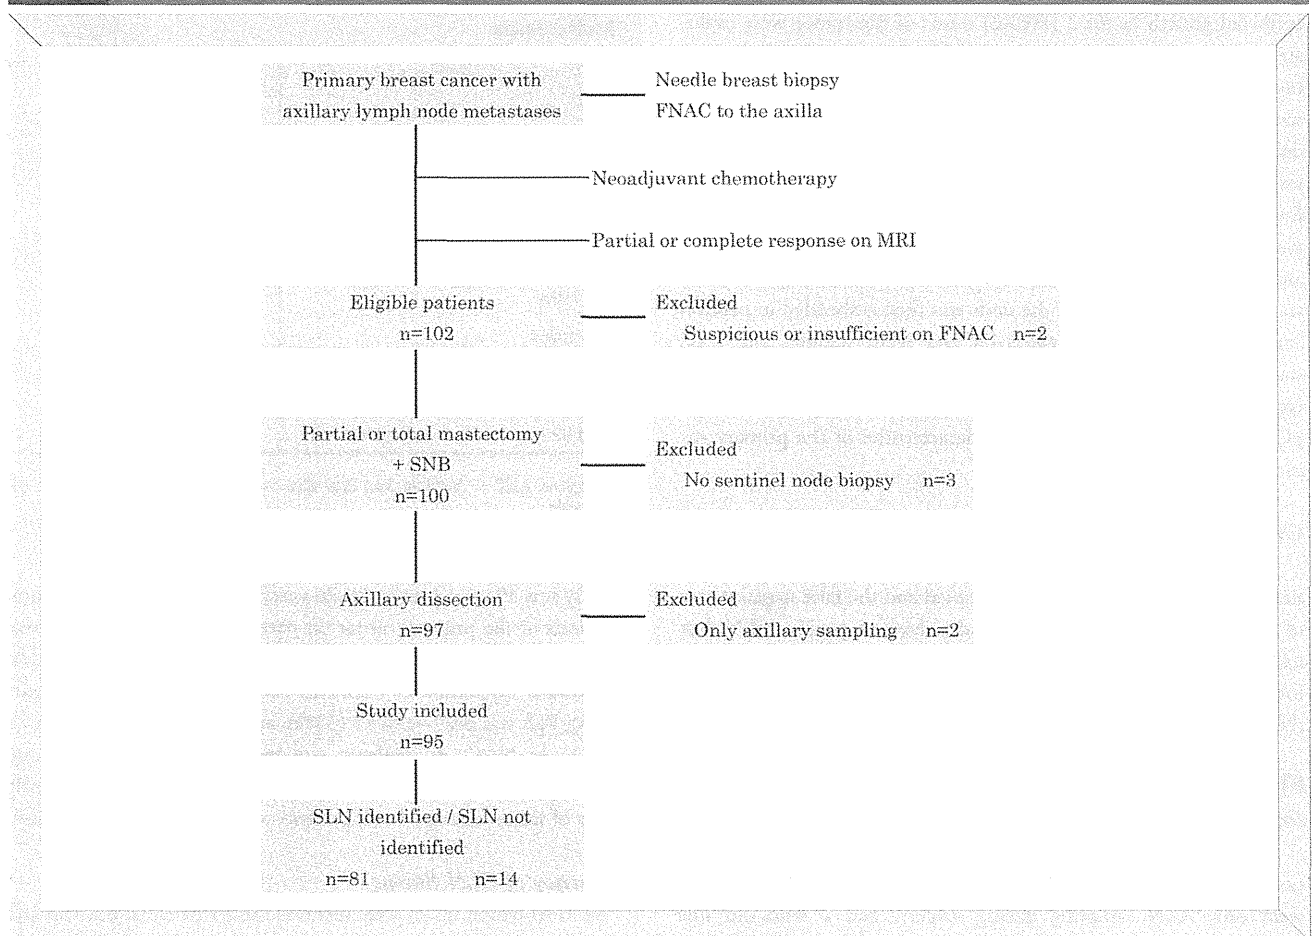 Primary breast cancer with
axillary lymph node metastases
Needle breast biopsy
FNAC to the axilla
Neoadjuvant chemotherapy
Partial or complete response on MRI
Eligible patients
n=102
Excluded
Suspicious or insufficient on FNAC n=2
Partial or total mastectomy
+ SNB
n=100
Excluded
No sentinel node biopsy n=3
Axillary dissection
n=97
Excluded
Only axillary sampling n=2
Study included
n=95
SLN identified / SLN not
identified
n=81 n=14